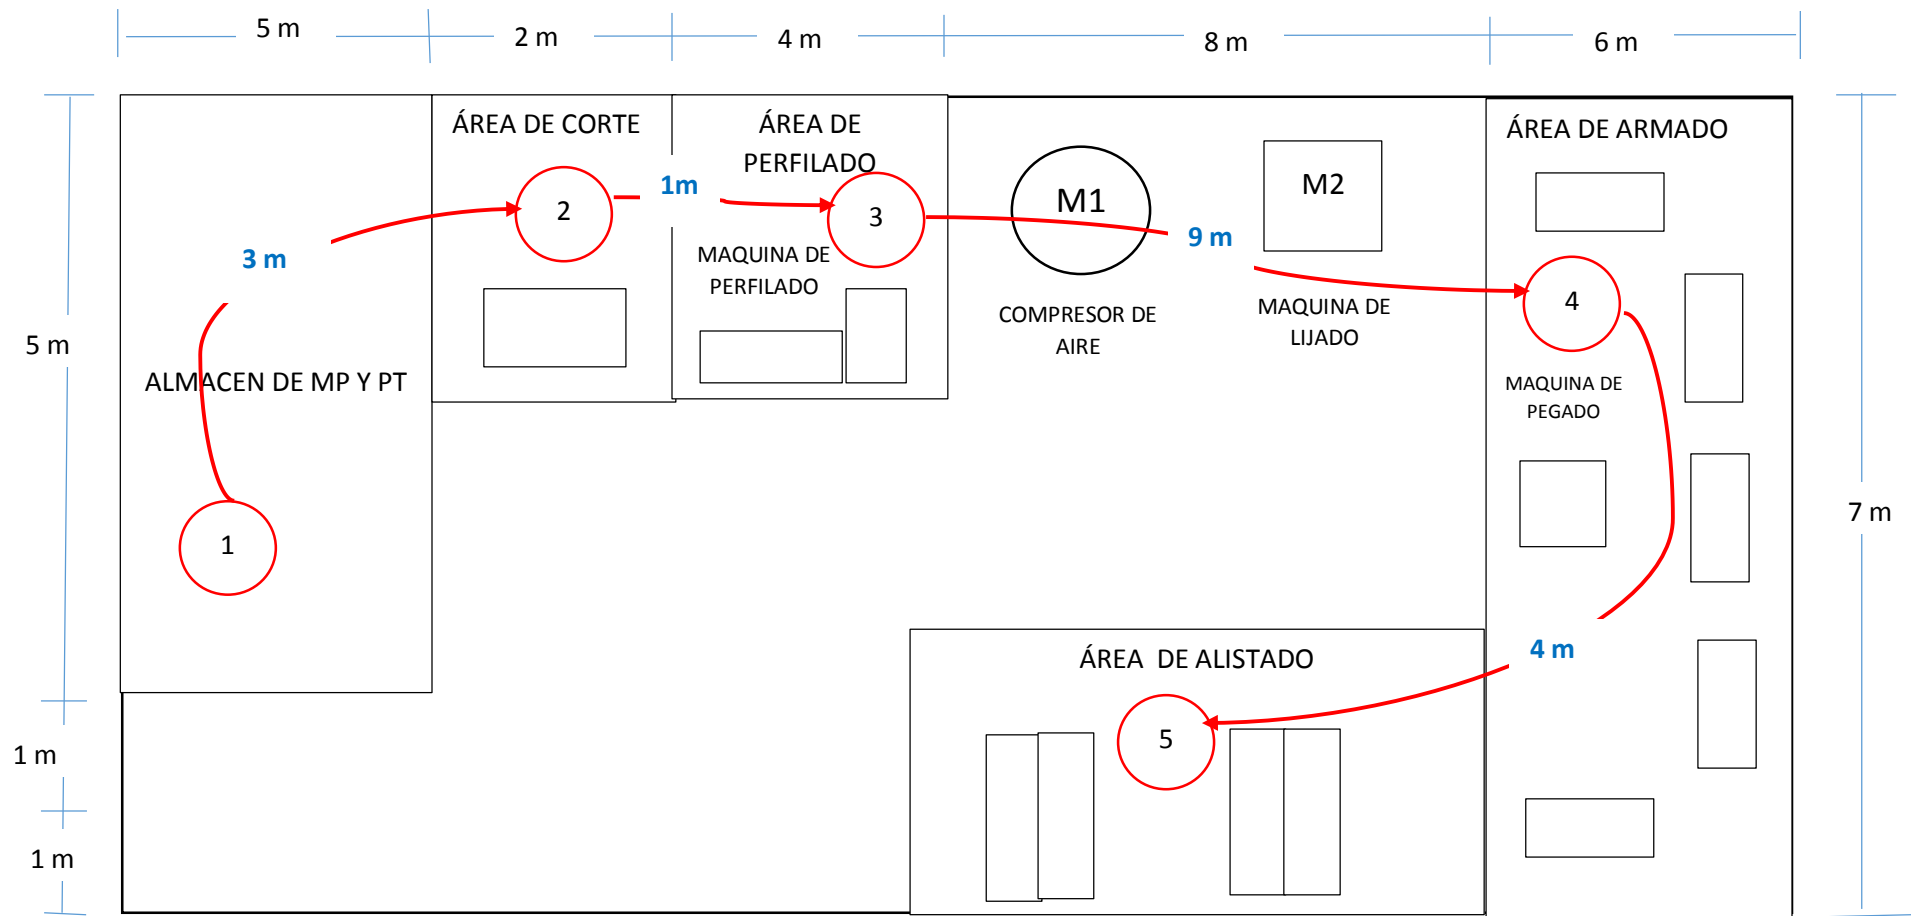 5 m
2 m
4 m
8 m
6 m
ÁREA DE CORTE
ÁREA DE
PERFILADO
ÁREA DE ARMADO
1m
2
3
M1
M2
3 m
9 m
MAQUINA DE
PERFILADO
COMPRESOR DE
AIRE
MAQUINA DE
LIJADO
4
5 m
ALMACEN DE MP Y PT
MAQUINA DE
PEGADO
7 m
1
ÁREA  DE ALISTADO
4 m
5
1 m
1 m